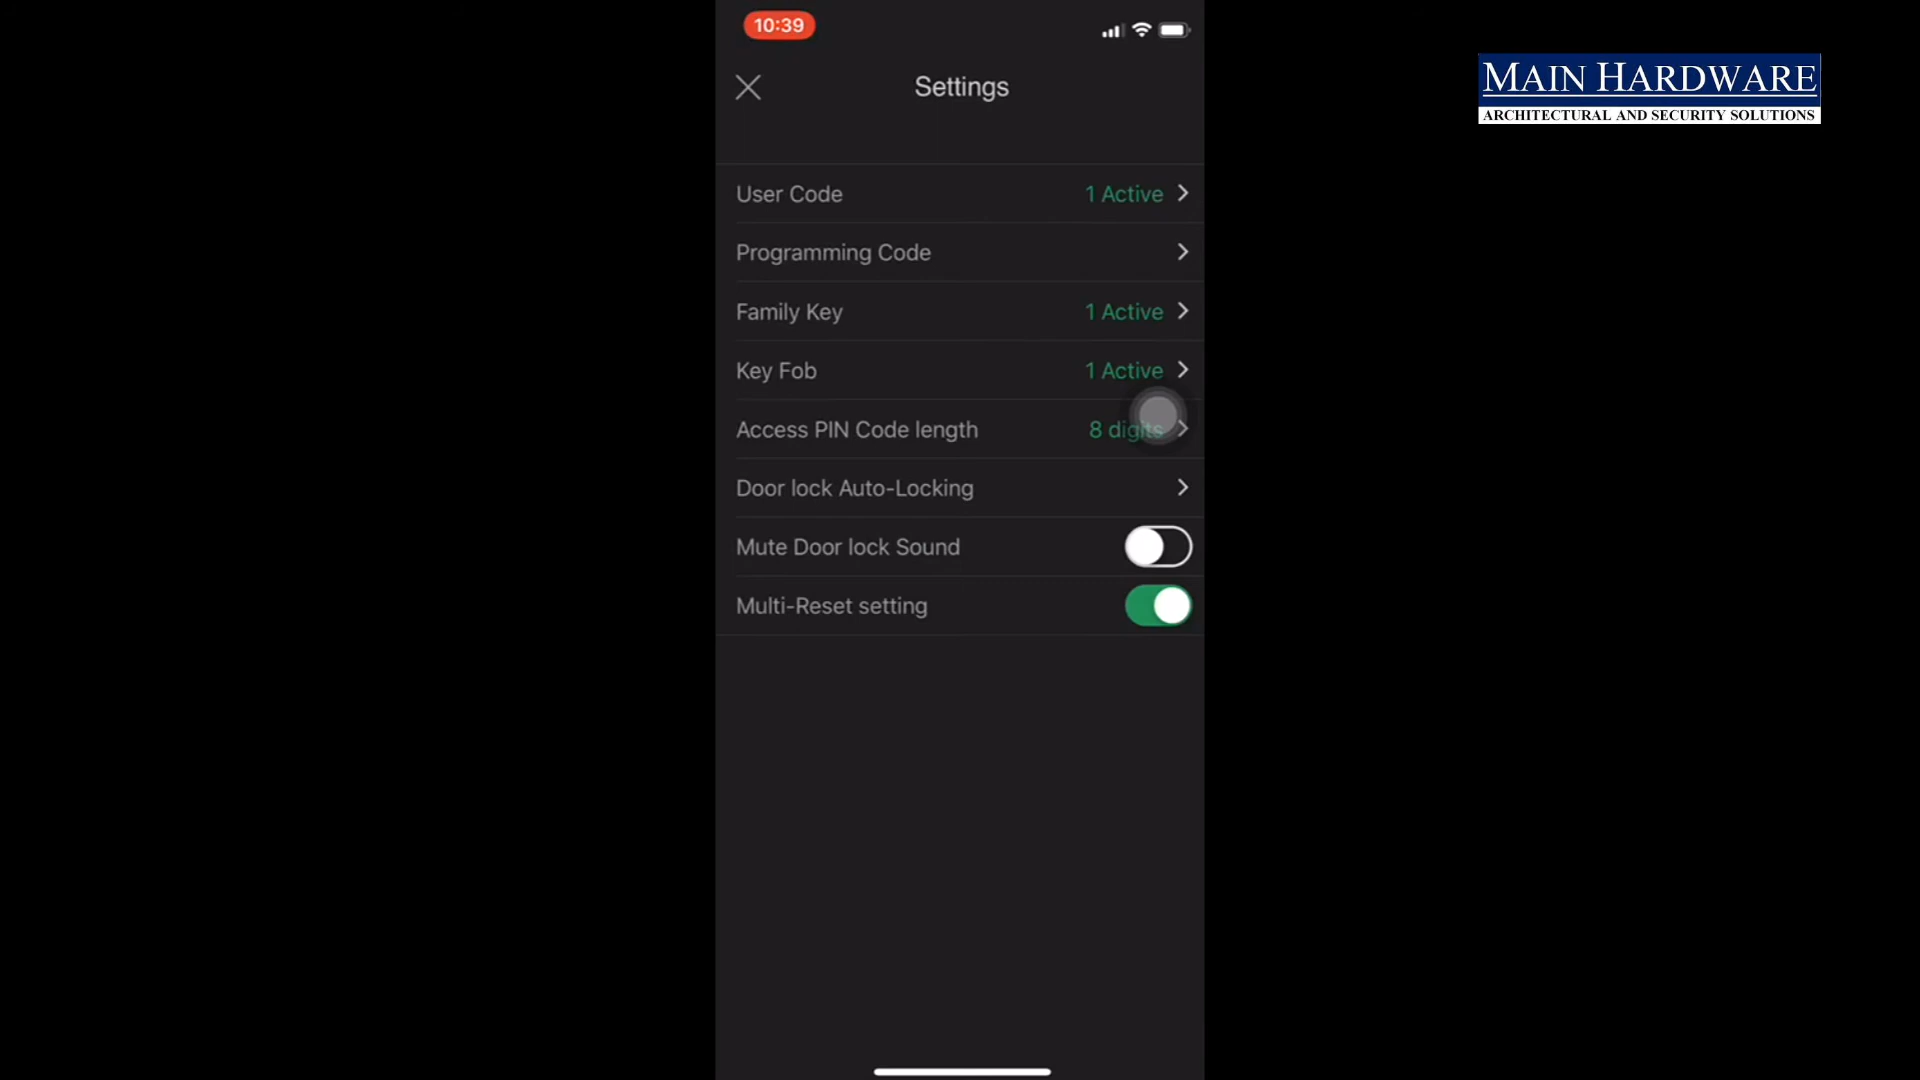 10:39
MAIN HARDWARE
ARCHITECTURAL AND SECURITY SOLUTIONS
Settings
User Code 1 Active
Programming Code
Family Key 1 Active
Key Fob 1 Active
Access PIN Code length 8 digits
Door lock Auto-Locking
Mute Door lock Sound
Multi-Reset setting